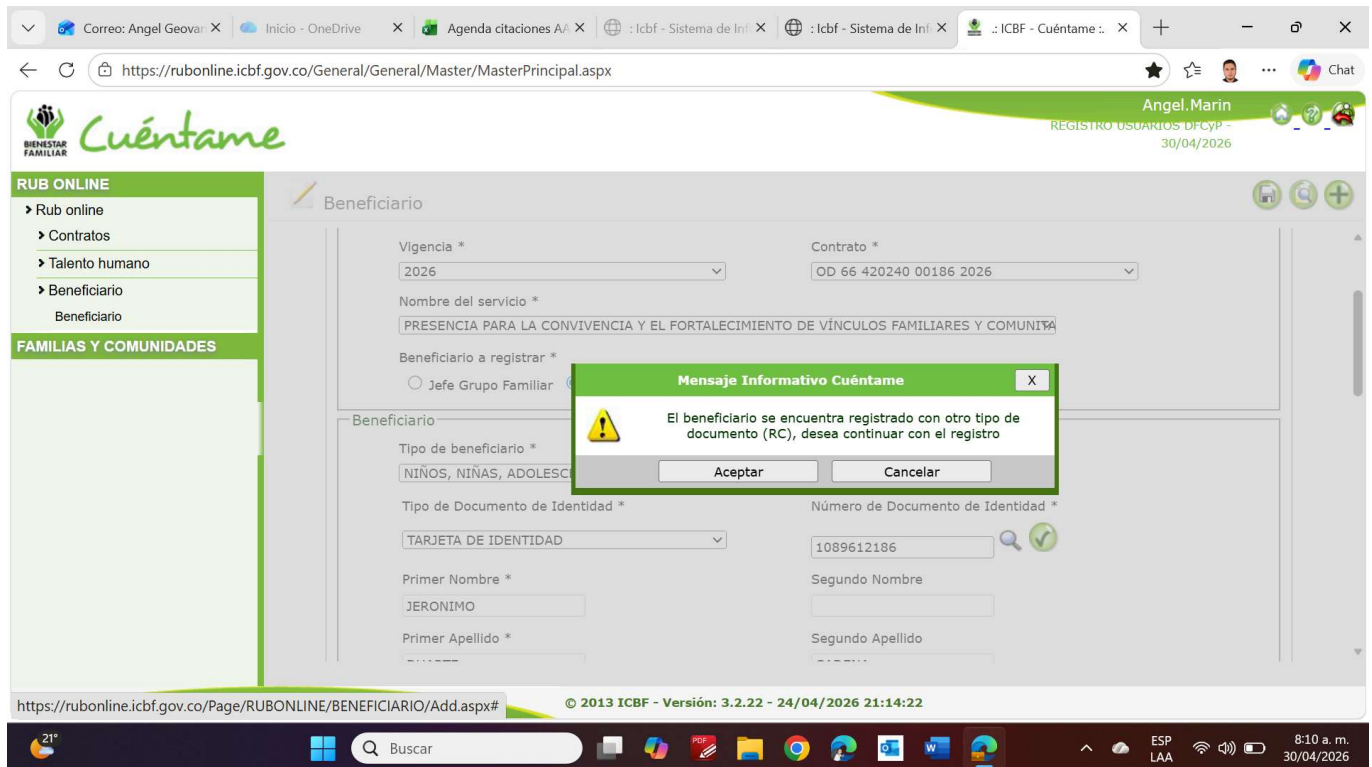 Correo: Angel Geovar
Inicio - OneDrive
Agenda citaciones AA
: Icbf - Sistema de Inf
: Icbf - Sistema de Inf
.: ICBF - Cuéntame :.
https://rubonline.icbf.gov.co/General/General/Master/MasterPrincipal.aspx
Chat
BIENESTAR
FAMILIAR
Cuéntame
Angel.Marin
REGISTRO USUARIOS DFCyP -
30/04/2026
RUB ONLINE
Rub online
Contratos
Talento humano
Beneficiario
Beneficiario
FAMILIAS Y COMUNIDADES
Beneficiario
Vigencia *
Contrato *
2026
OD 66 420240 00186 2026
Nombre del servicio *
PRESENCIA PARA LA CONVIVENCIA Y EL FORTALECIMIENTO DE VÍNCULOS FAMILIARES Y COMUNITA
Beneficiario a registrar *
Jefe Grupo Familiar
Mensaje Informativo Cuéntame
X
El beneficiario se encuentra registrado con otro tipo de
documento (RC), desea continuar con el registro
Aceptar
Cancelar
Beneficiario
Tipo de beneficiario *
NIÑOS, NIÑAS, ADOLESC
Tipo de Documento de Identidad *
Número de Documento de Identidad *
TARJETA DE IDENTIDAD
1089612186
Primer Nombre *
Segundo Nombre
JERONIMO
Primer Apellido *
Segundo Apellido
https://rubonline.icbf.gov.co/Page/RUBONLINE/BENEFICIARIO/Add.aspx#
© 2013 ICBF - Versión: 3.2.22 - 24/04/2026 21:14:22
21°
Buscar
PDF
ESP
LAA
8:10 a. m.
30/04/2026